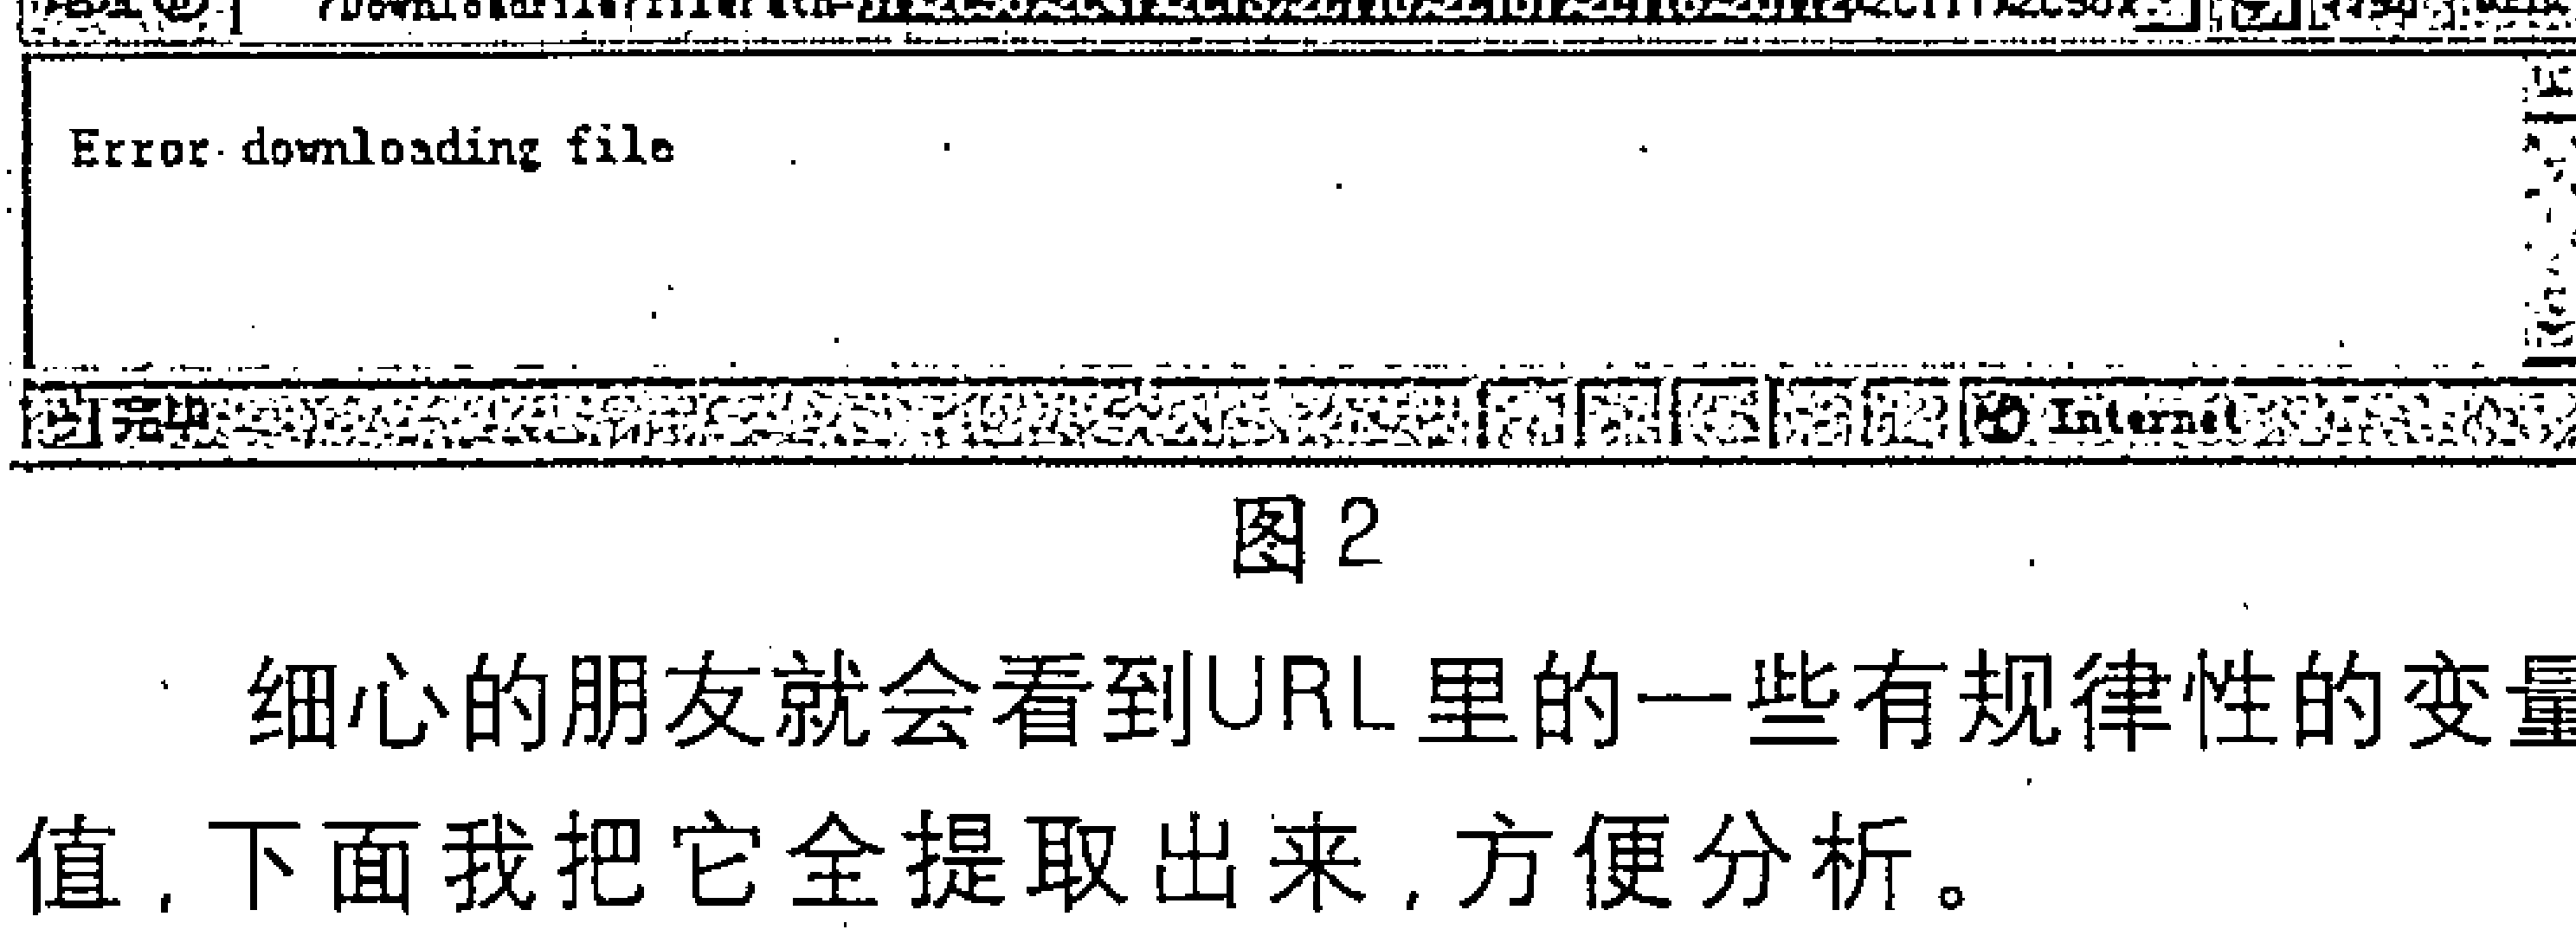 Error downloading file
完毕 Internet
图 2
细心的朋友就会看到URL里的一些有规律性的变量
值,下面我把它全提取出来,方便分析。